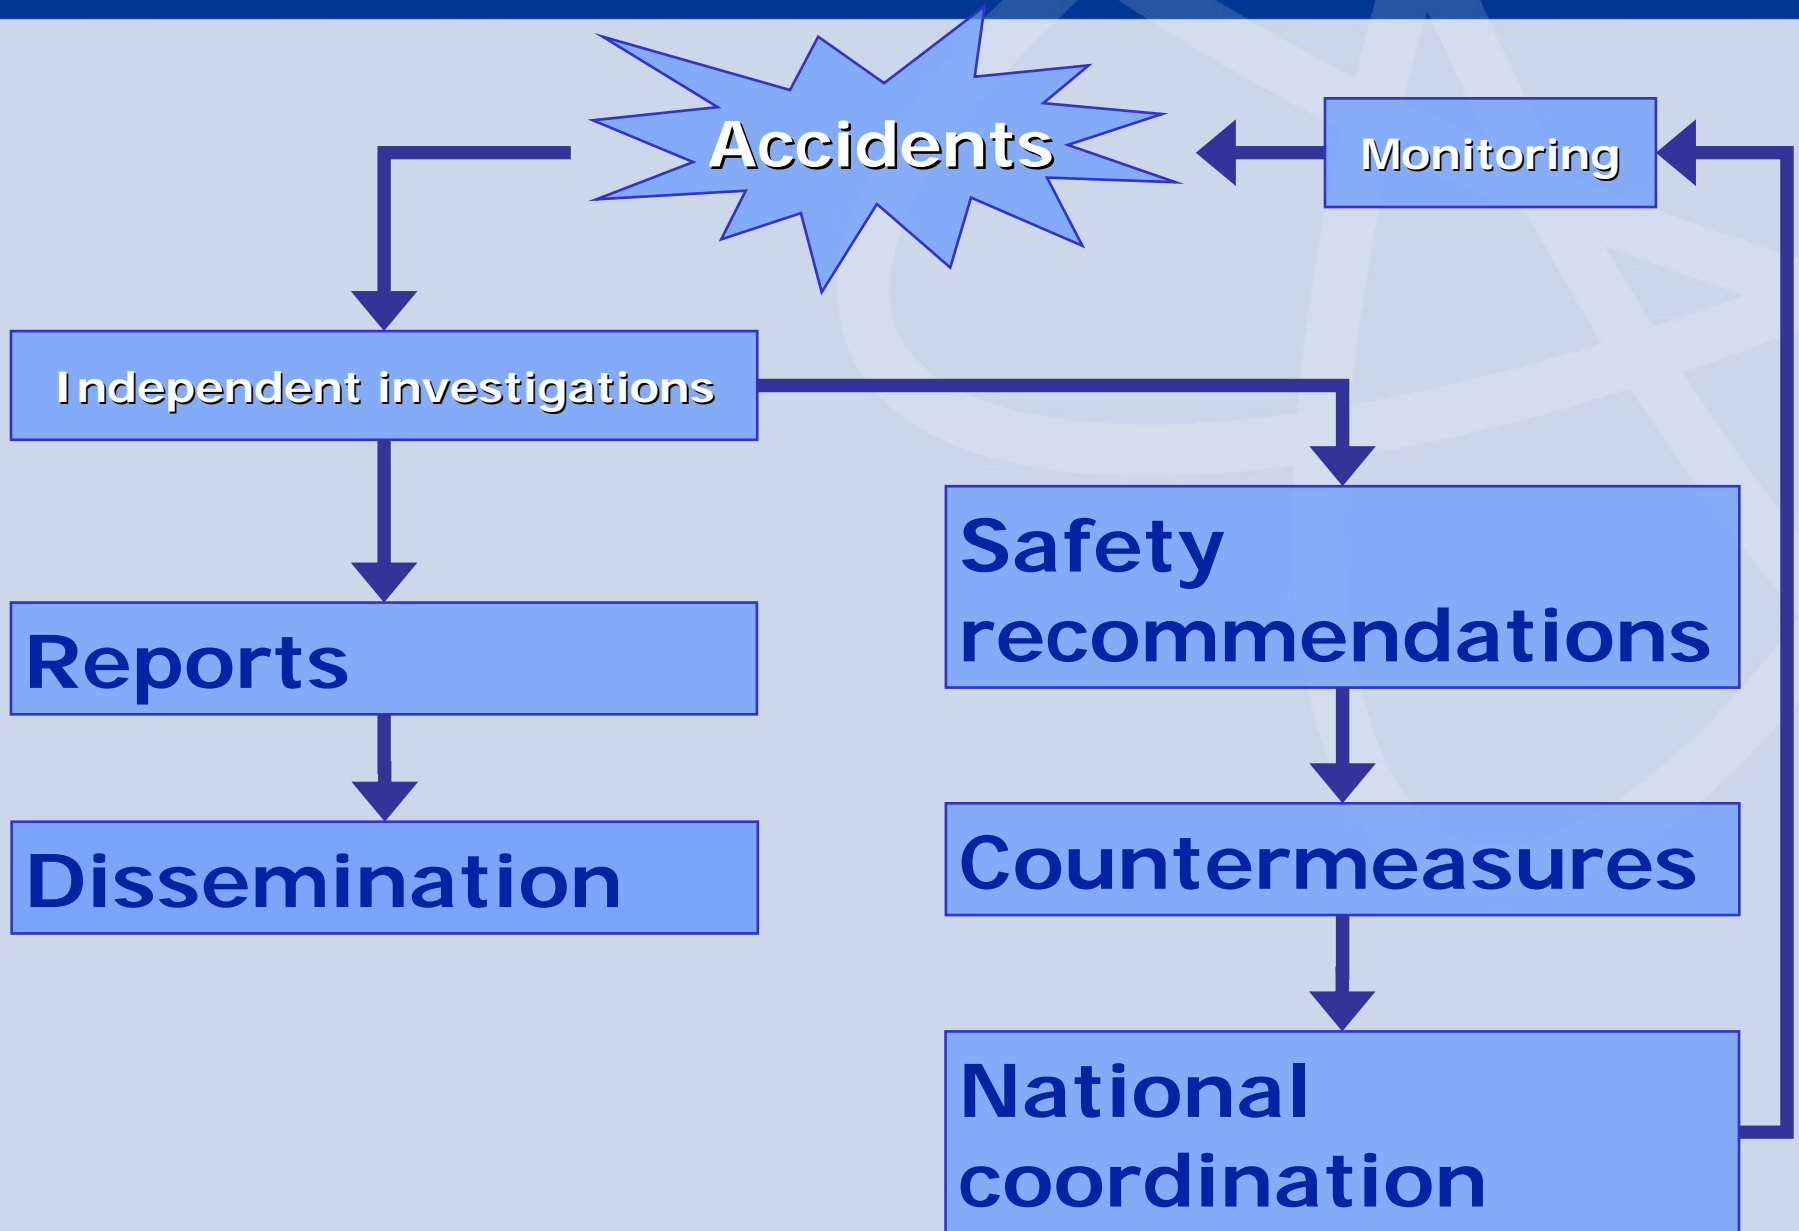 Accidents
Monitoring
Independent investigations
Safety
recommendations
Reports
Countermeasures
Dissemination
National
coordination